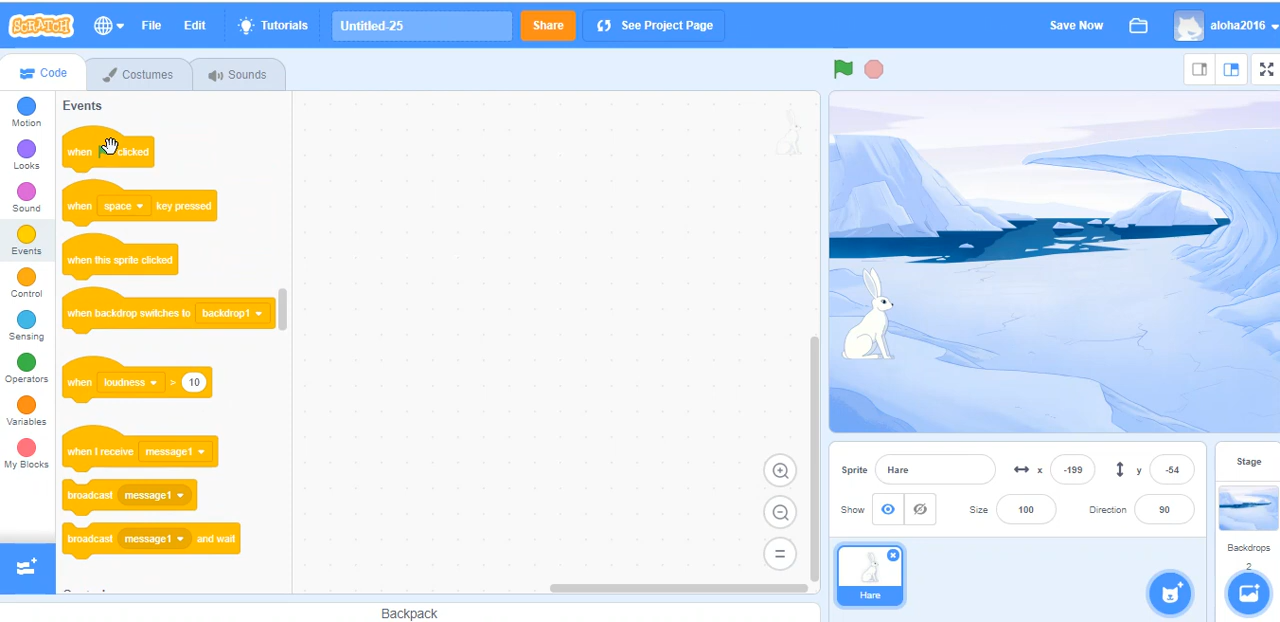 SCRATCH File Edit Tutorials Untitled-25 Share See Project Page Save Now aloha2016
Code Costumes Sounds
Motion
Looks
Sound
Events
Control
Sensing
Operators
Variables
My Blocks
Events
when clicked
when space key pressed
when this sprite clicked
when backdrop switches to backdrop1
when loudness > 10
when I receive message1
broadcast message1
broadcast message1 and wait
Backpack
Sprite Hare x -199 y -54
Show Size 100 Direction 90
Hare
Stage
Backdrops
2